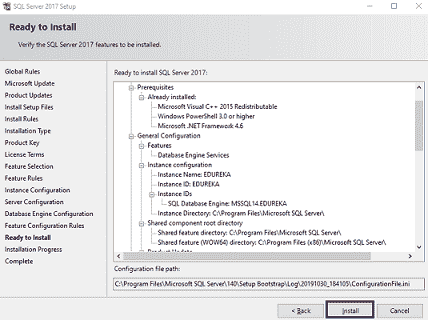 SQL Server 2017 Setup
Ready to Install
Verify the SQL Server 2017 features to be installed.
Global Rules
Microsoft Update
Product Updates
Install Setup Files
Install Rules
Installation Type
Product Key
License Terms
Feature Selection
Feature Rules
Instance Configuration
Server Configuration
Database Engine Configuration
Feature Configuration Rules
Ready to Install
Installation Progress
Complete
Ready to install SQL Server 2017:
Prerequisites
Already installed:
Microsoft Visual C++ 2015 Redistributable
Windows PowerShell 3.0 or higher
Microsoft .NET Framework 4.6
General Configuration
Features
Database Engine Services
Instance configuration
Instance Name: EDUREKA
Instance ID: EDUREKA
Instance IDs
SQL Database Engine: MSSQL14.EDUREKA
Instance Directory: C:\Program Files\Microsoft SQL Server\
Shared component root directory
Shared feature directory: C:\Program Files\Microsoft SQL Server\
Shared feature (WOW64) directory: C:\Program Files (x86)\Microsoft SQL Server\
Product Update
Configuration file path:
C:\Program Files\Microsoft SQL Server\140\Setup Bootstrap\Log\20191030_184105\ConfigurationFile.ini
< Back
Install
Cancel